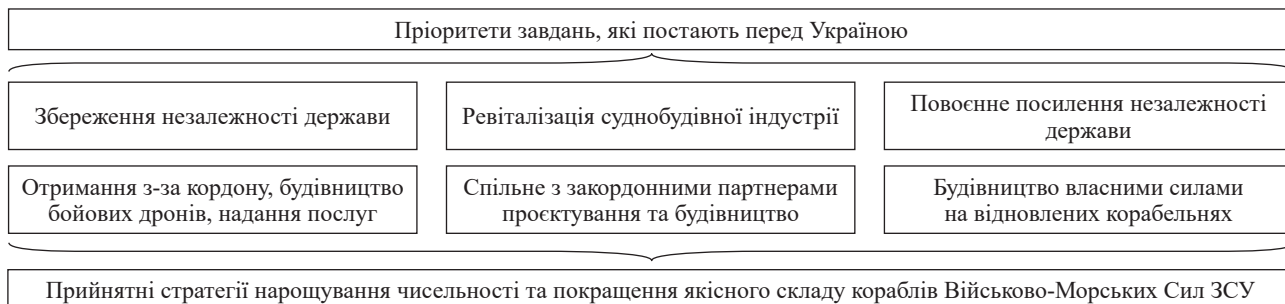 Пріоритети завдань, які постають перед Україною
Збереження незалежності держави
Ревіталізація суднобудівної індустрії
Повоєнне посилення незалежності
держави
Отримання з-за кордону, будівництво
бойових дронів, надання послуг
Спільне з закордонними партнерами
проєктування та будівництво
Будівництво власними силами
на відновлених корабельнях
Прийнятні стратегії нарощування чисельності та покращення якісного складу кораблів Військово-Морських Сил ЗСУ